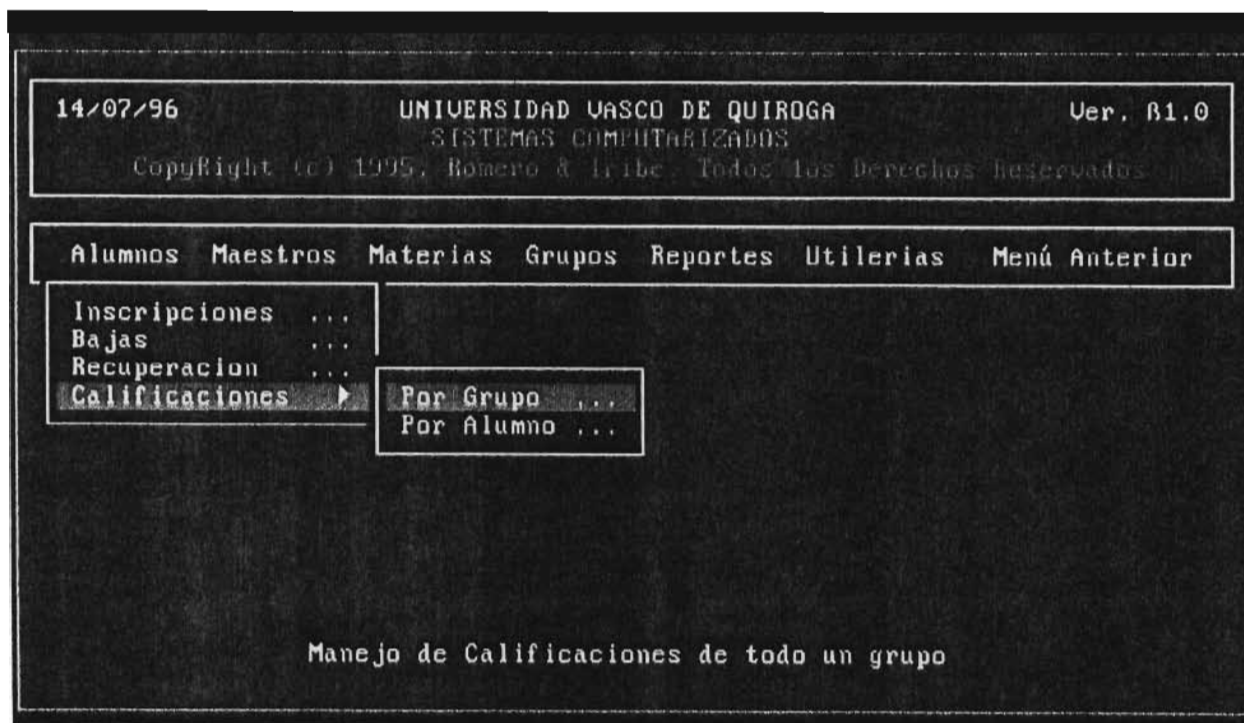 14/07/96 UNIVERSIDAD VASCO DE QUIROGA Ver. ß1.0
SISTEMAS COMPUTARIZADOS
CopyRight (c) 1995, Romero & Iribe. Todos los Derechos Reservados
Alumnos Maestros Materias Grupos Reportes Utilerias Menú Anterior
Inscripciones ...
Bajas ...
Recuperacion ...
Calificaciones ▶ Por Grupo ...
Por Alumno ...
Manejo de Calificaciones de todo un grupo